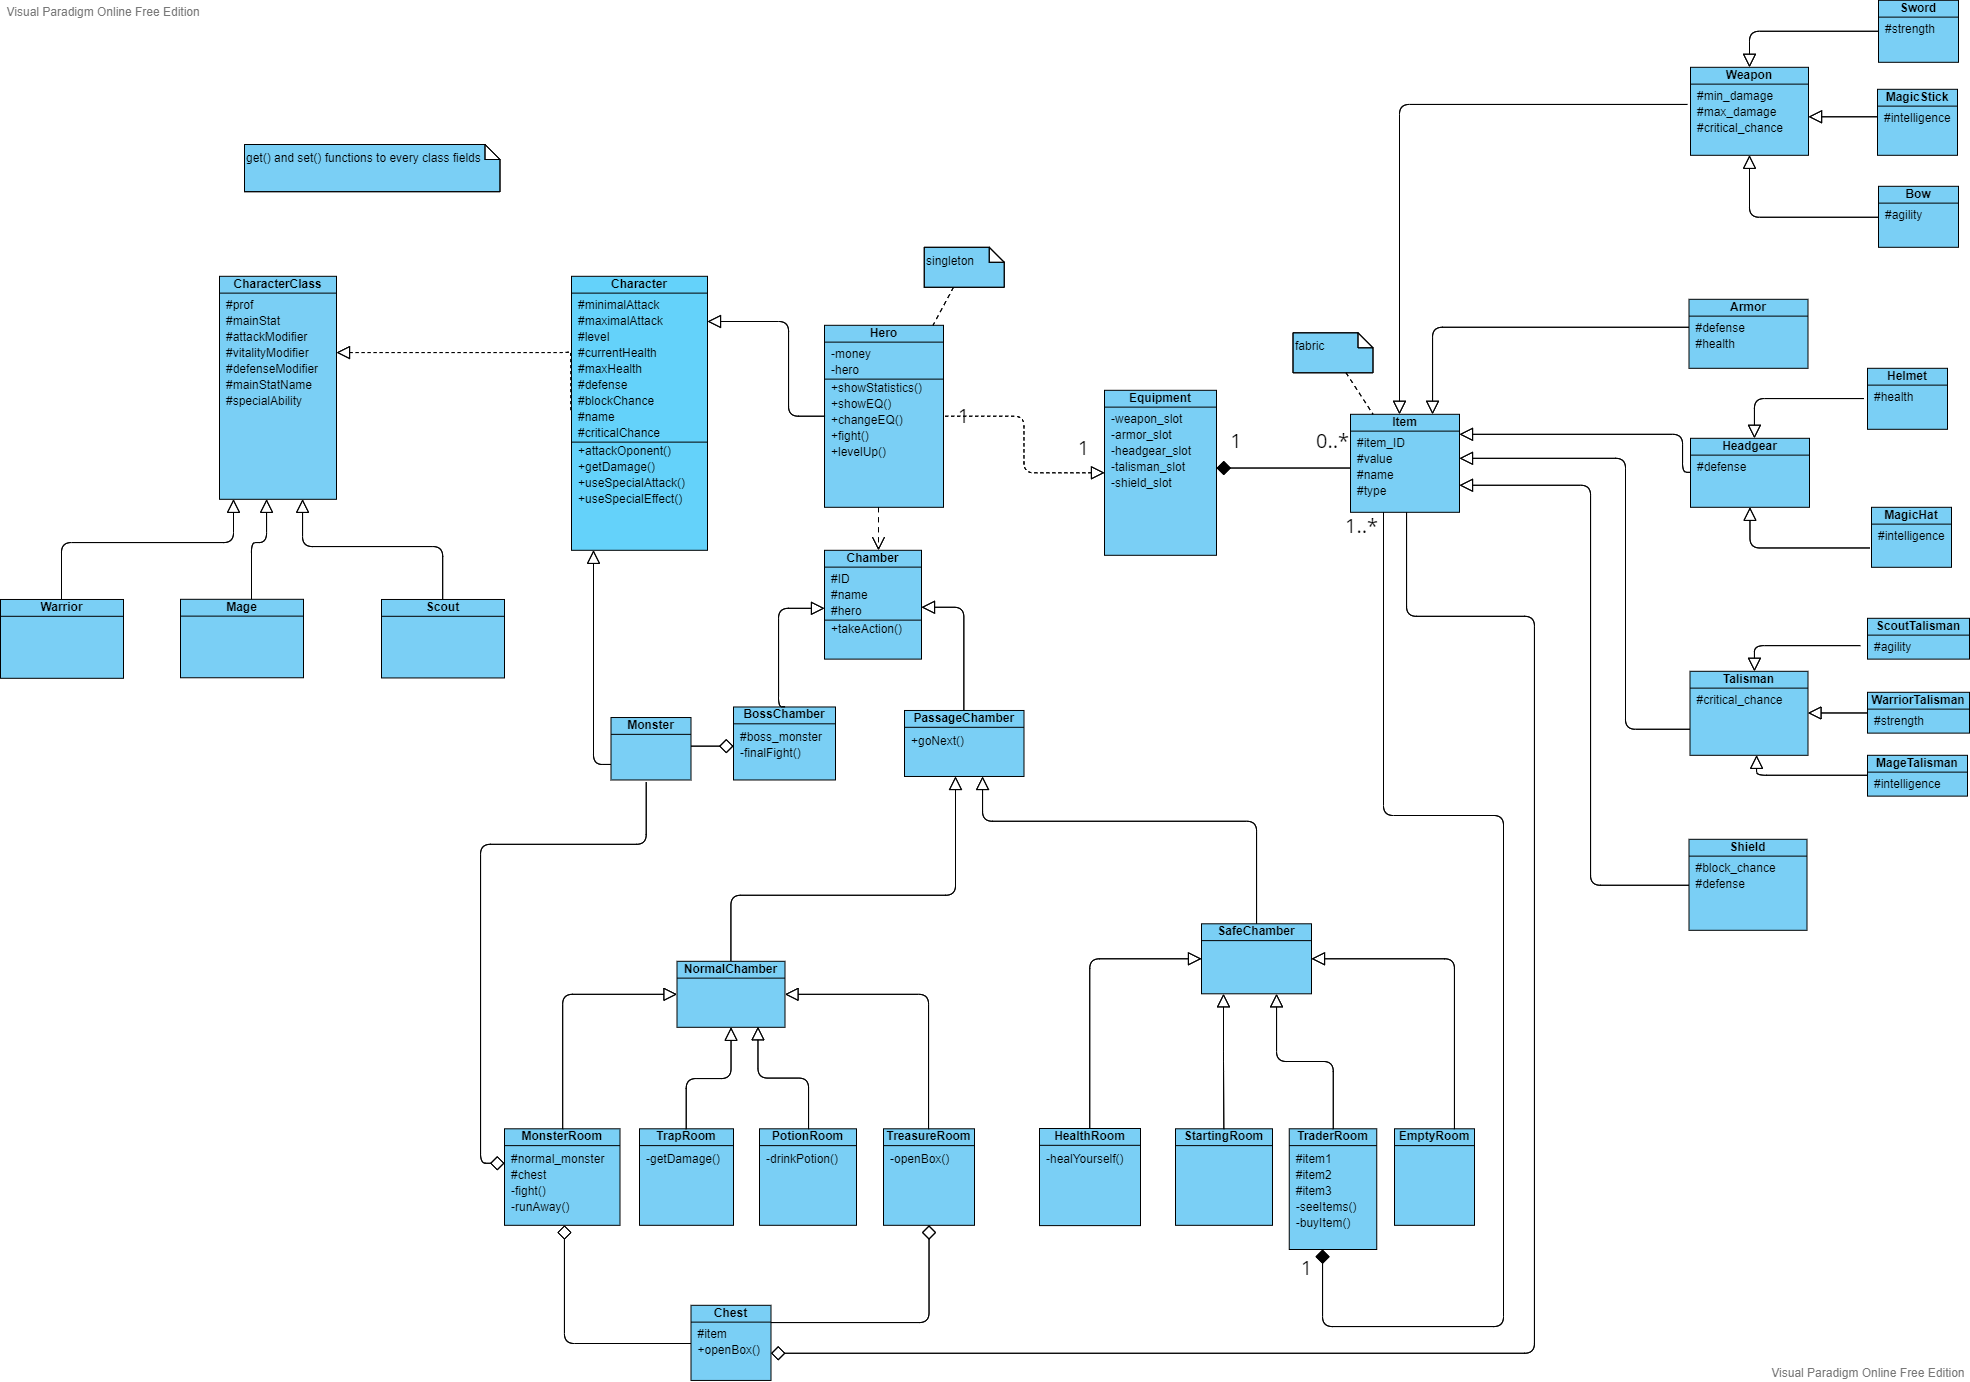 Visual Paradigm Online Free Edition
get() and set() functions to every class fields
Sword
#strength
Weapon
#min_damage
#max_damage
#critical_chance
MagicStick
#intelligence
Bow
#agility
singleton
CharacterClass
#prof
#mainStat
#attackModifier
#vitalityModifier
#defenseModifier
#mainStatName
#specialAbility
Character
#minimalAttack
#maximalAttack
#level
#currentHealth
#maxHealth
#defense
#blockChance
#name
#criticalChance
+attackOponent()
+getDamage()
+useSpecialAttack()
+useSpecialEffect()
Hero
-money
-hero
+showStatistics()
+showEQ()
+changeEQ()
+fight()
+levelUp()
1
1
Equipment
-weapon_slot
-armor_slot
-headgear_slot
-talisman_slot
-shield_slot
1
0..*
fabric
Item
#item_ID
#value
#name
#type
1..*
Armor
#defense
#health
Helmet
#health
Headgear
#defense
MagicHat
#intelligence
ScoutTalisman
#agility
Talisman
#critical_chance
WarriorTalisman
#strength
MageTalisman
#intelligence
Shield
#block_chance
#defense
Warrior
Mage
Scout
Chamber
#ID
#name
#hero
+takeAction()
Monster
BossChamber
#boss_monster
-finalFight()
PassageChamber
+goNext()
NormalChamber
SafeChamber
MonsterRoom
#normal_monster
#chest
-fight()
-runAway()
TrapRoom
-getDamage()
PotionRoom
-drinkPotion()
TreasureRoom
-openBox()
HealthRoom
-healYourself()
StartingRoom
TraderRoom
#item1
#item2
#item3
-seeItems()
-buyItem()
EmptyRoom
1
Chest
#item
+openBox()
Visual Paradigm Online Free Edition